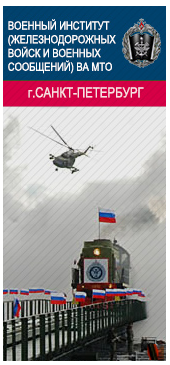 ВОЕННЫЙ ИНСТИТУТ
(ЖЕЛЕЗНОДОРОЖНЫХ
ВОЙСК И ВОЕННЫХ
СООБЩЕНИЙ) ВА МТО
г.САНКТ-ПЕТЕРБУРГ